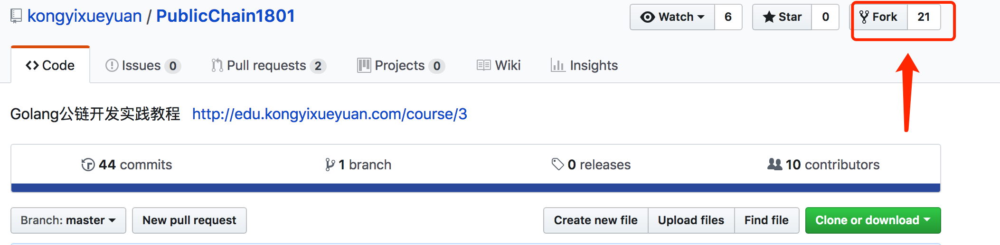 kongyixueyuan / PublicChain1801
Watch 6 Star 0 Fork 21
Code Issues 0 Pull requests 2 Projects 0 Wiki Insights
Golang公链开发实践教程 http://edu.kongyixueyuan.com/course/3
44 commits 1 branch 0 releases 10 contributors
Branch: master New pull request Create new file Upload files Find file Clone or download